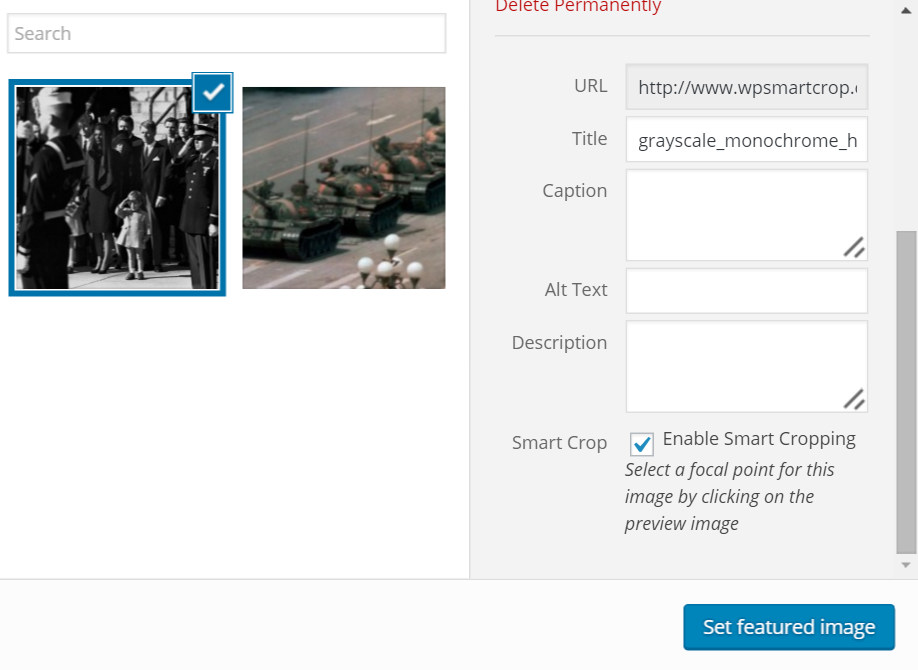 Delete Permanently
Search
URL
http://www.wpsmartcrop.
Title
grayscale_monochrome_h
Caption
Alt Text
Description
Smart Crop
Enable Smart Cropping
Select a focal point for this
image by clicking on the
preview image
Set featured image